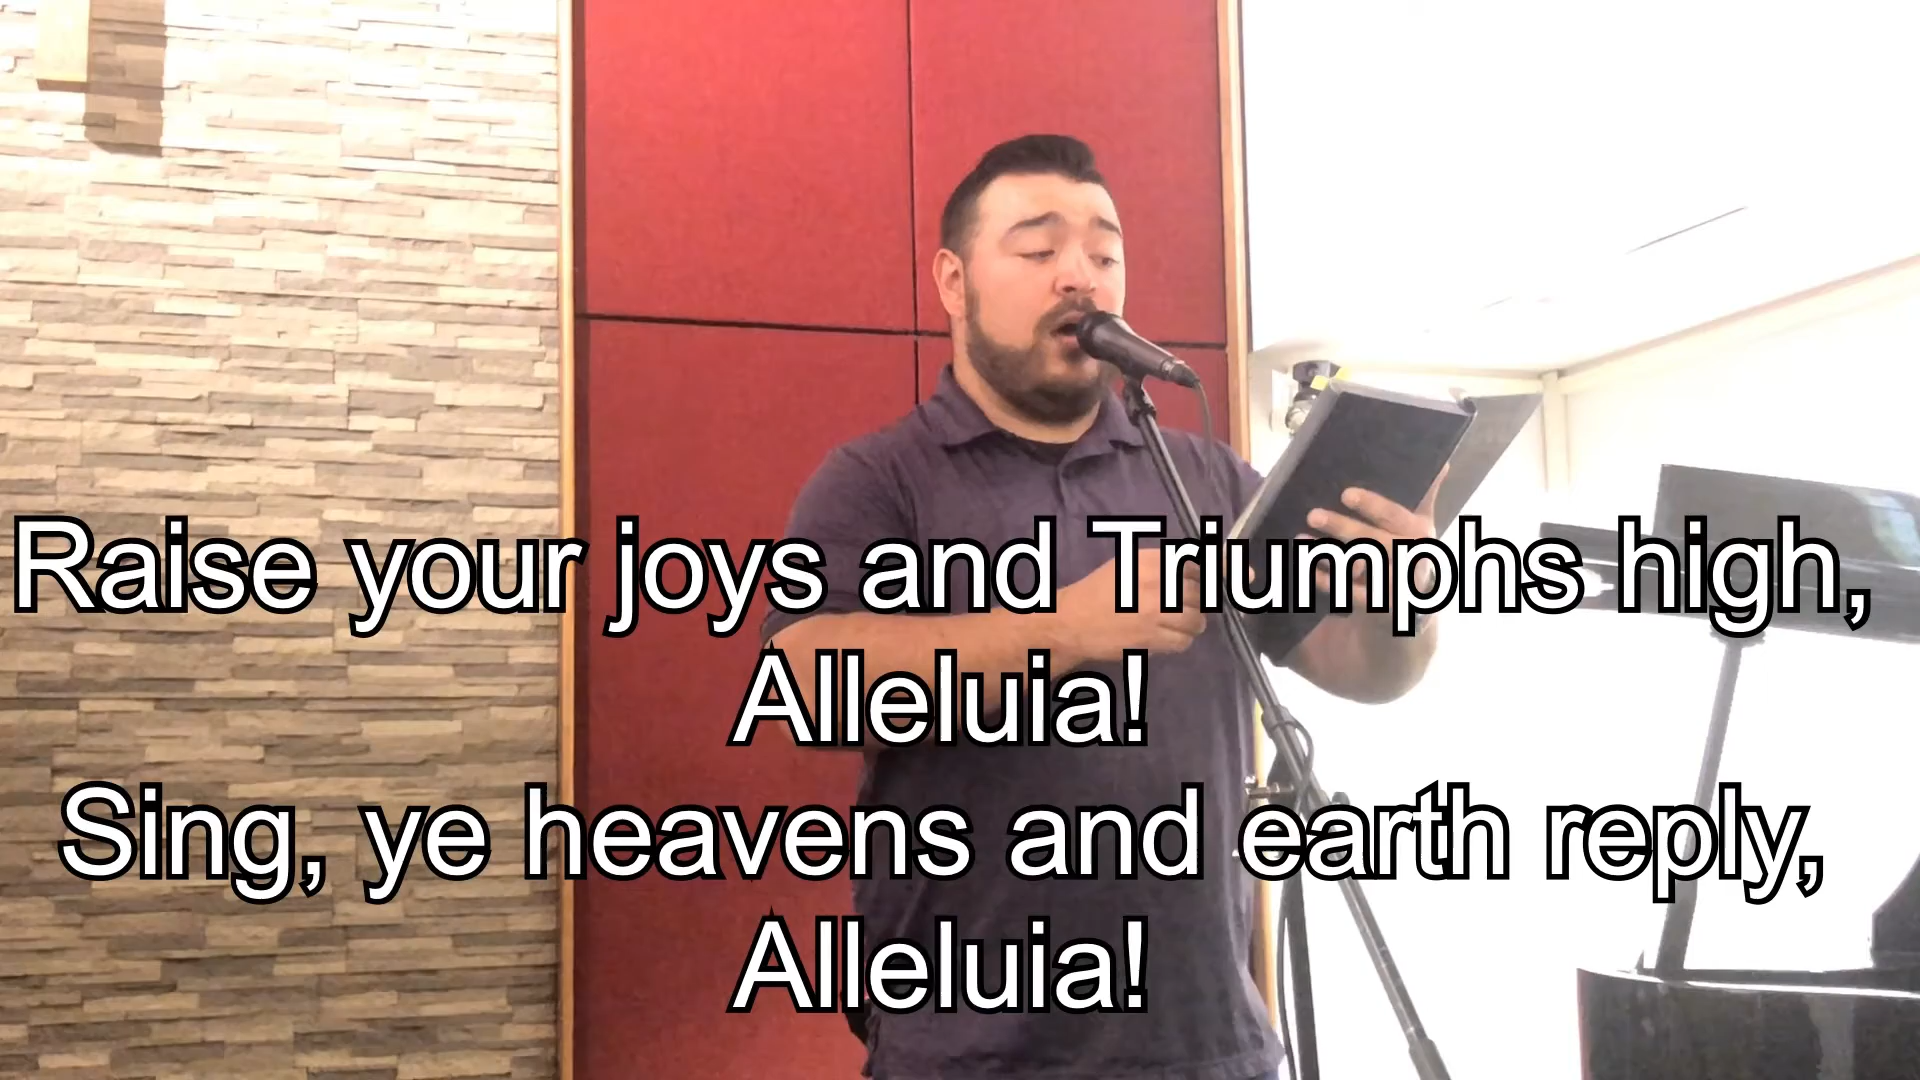 Raise your joys and Triumphs high,
Alleluia!
Sing, ye heavens and earth reply,
Alleluia!